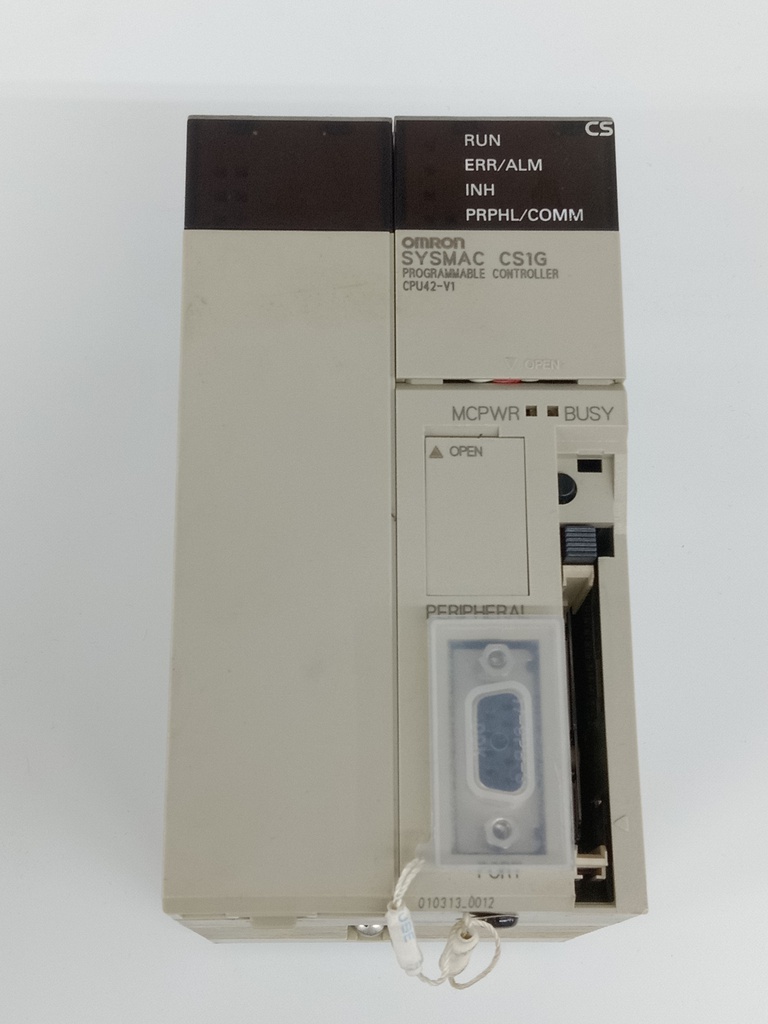 CS
RUN
ERR/ALM
INH
PRPHL/COMM
OMRON
SYSMAC CS1G
PROGRAMMABLE CONTROLLER
CPU42-V1
OPEN
MCPWR BUSY
OPEN
PERIPHERAL
PORT
010313_0012